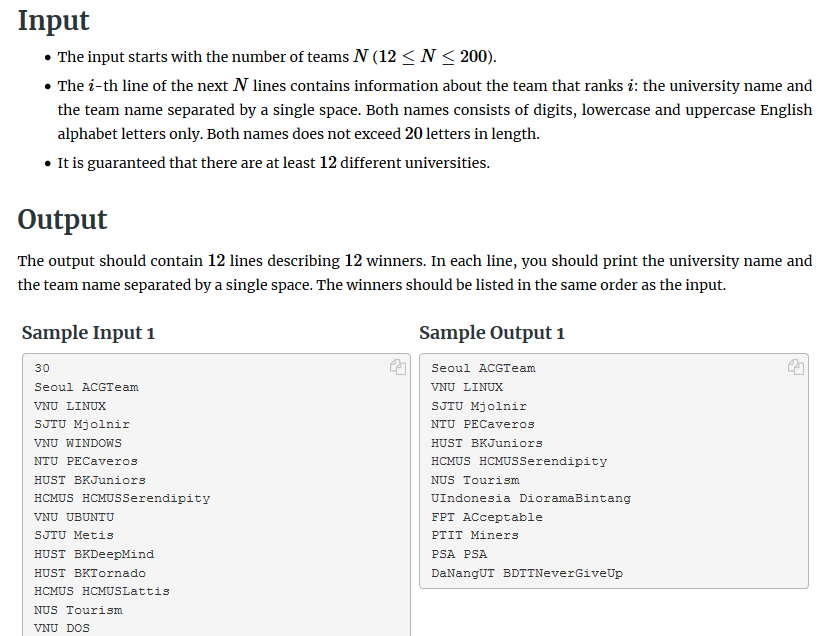 Input
• The input starts with the number of teams N (12 ≤ N ≤ 200).
• The i-th line of the next N lines contains information about the team that ranks i: the university name and
the team name separated by a single space. Both names consists of digits, lowercase and uppercase English
alphabet letters only. Both names does not exceed 20 letters in length.
• It is guaranteed that there are at least 12 different universities.
Output
The output should contain 12 lines describing 12 winners. In each line, you should print the university name and
the team name separated by a single space. The winners should be listed in the same order as the input.
Sample Input 1
30
Seoul ACGTeam
VNU LINUX
SJTU Mjolnir
VNU WINDOWS
NTU PECaveros
HUST BKJuniors
HCMUS HCMUSSerendipity
VNU UBUNTU
SJTU Metis
HUST BKDeepMind
HUST BKTornado
HCMUS HCMUSLattis
NUS Tourism
VNU DOS
Sample Output 1
Seoul ACGTeam
VNU LINUX
SJTU Mjolnir
NTU PECaveros
HUST BKJuniors
HCMUS HCMUSSerendipity
NUS Tourism
UIndonesia DioramaBintang
FPT ACceptable
PTIT Miners
PSA PSA
DaNangUT BDTTNeverGiveUp